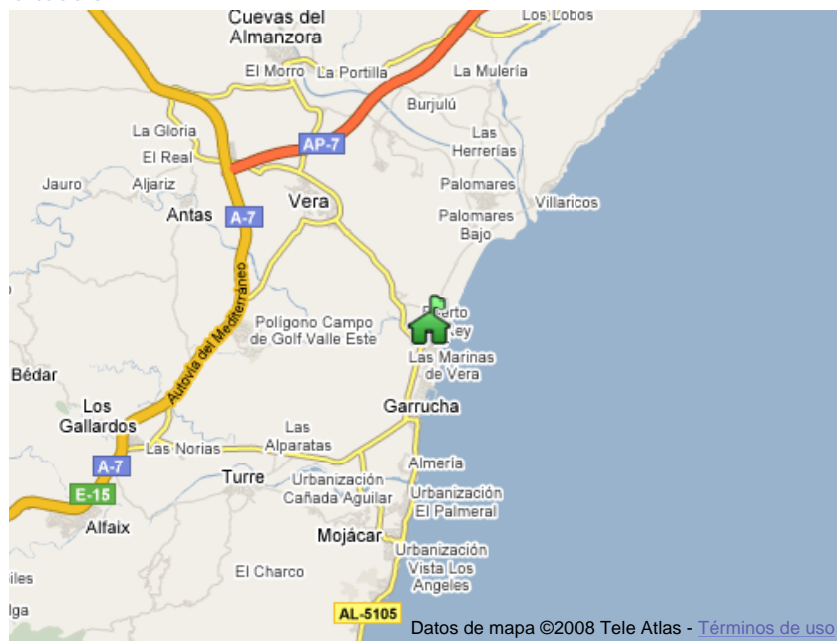 Cuevas del
Almanzora
Los Lobos
El Morro
La Portilla
La Mulería
Burjulú
La Gloria
AP-7
Las
Herrerías
El Real
Jauro
Aljariz
Palomares
Antas
A-7
Vera
Villaricos
Palomares
Bajo
Autovía del Mediterráneo
Polígono Campo
de Golf Valle Este
Las Marinas
de Vera
Bédar
Los
Gallardos
Garrucha
Las
Alparatas
Las Norias
A-7
Turre
Almería
Urbanización
Cañada Aguilar
Urbanización
El Palmeral
E-15
Alfaix
Mojácar
Urbanización
Vista Los
Angeles
El Charco
AL-5105
Datos de mapa ©2008 Tele Atlas - Términos de uso